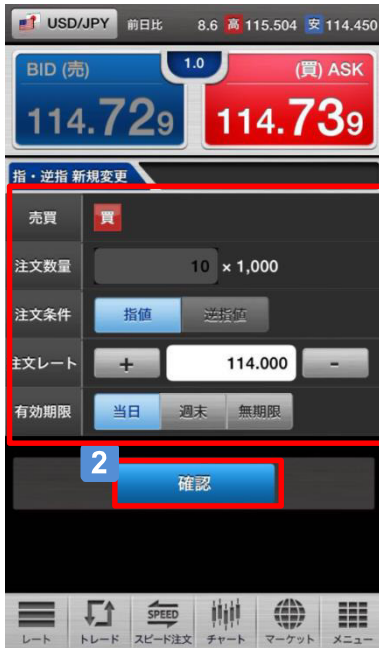 USD/JPY 前日比 8.6 高 115.504 安 114.450
BID (売) 1.0 (買) ASK
114.729 114.739
指・逆指 新規変更
売買 買
注文数量 10 × 1,000
注文条件 指値 逆指値
注文レート + 114.000 -
有効期限 当日 週末 無期限
2
確認
SPEED
レート トレード スピード注文 チャート マーケット メニュー